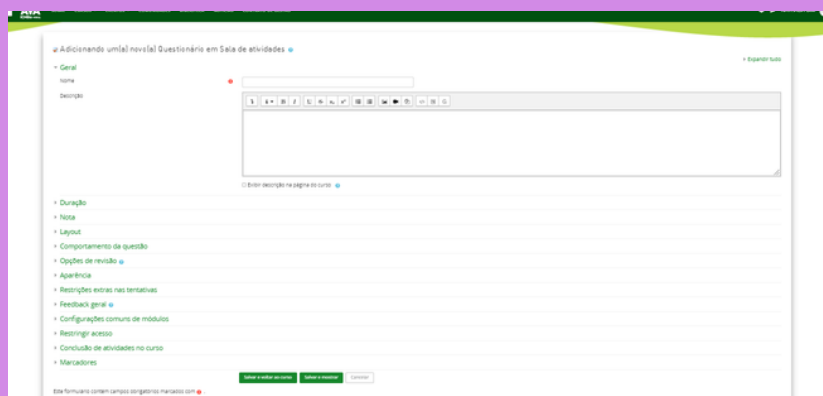 AVA
Adicionando um(a) novo(a) Questionário em Sala de atividades
Expandir tudo
Geral
Nome
Descrição
Exibir descrição na página do curso
Duração
Nota
Layout
Comportamento da questão
Opções de revisão
Aparência
Restrições extras nas tentativas
Feedback geral
Configurações comuns de módulos
Restringir acesso
Conclusão de atividades no curso
Marcadores
Salvar e voltar ao curso Salvar e mostrar Cancelar
Este formulário contém campos obrigatórios marcados com